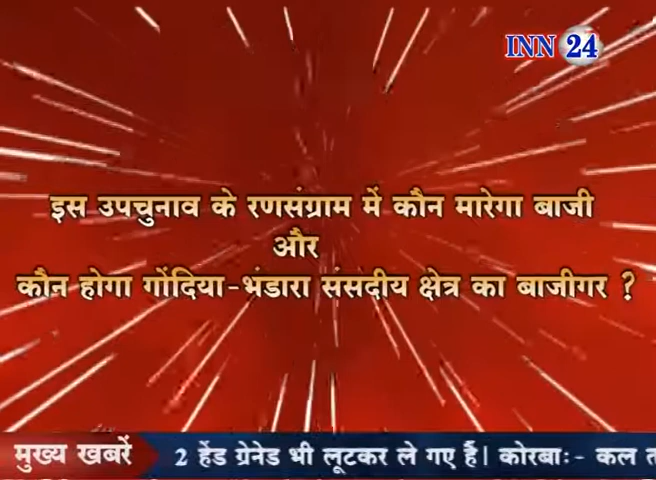 INN 24
इस उपचुनाव के रणसंग्राम में कौन मारेगा बाजी
और
कौन होगा गोंदिया-भंडारा संसदीय क्षेत्र का बाजीगर ?
मुख्य खबरें 2 हेंड ग्रेनेड भी लूटकर ले गए हैं। कोरबाः- कल